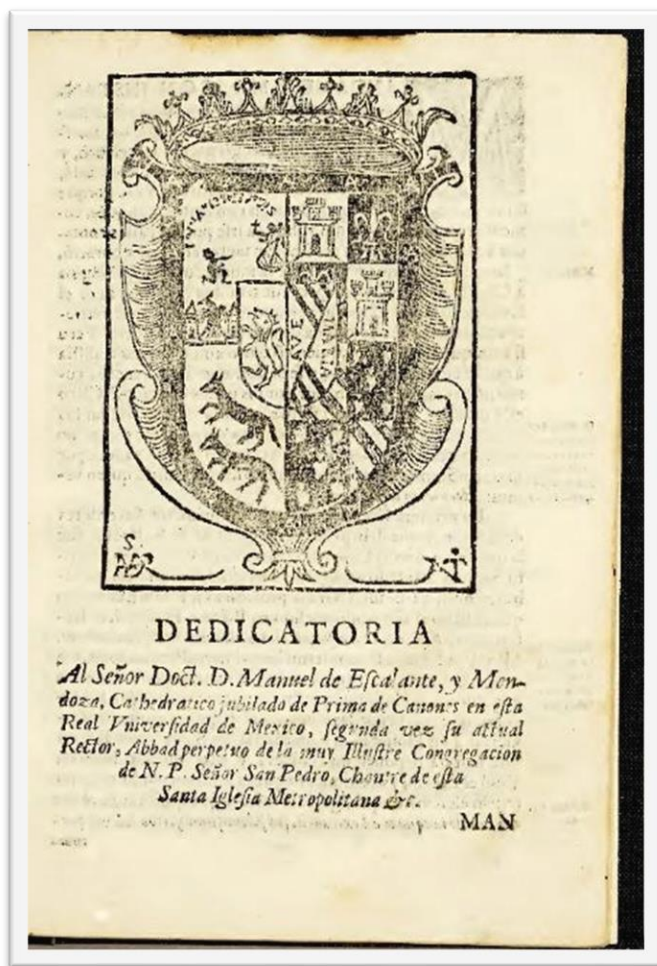 AVE
MARIA
S.
DEDICATORIA
Al Señor Doct. D. Manuel de Eſcalante, y Men-
doza, Cathedratico jubilado de Prima de Canones en eſta
Real Vniverſidad de Mexico, ſegunda vez ſu actual
Rector, Abbad perpetuo de la muy Illuſtre Congregacion
de N. P. Señor San Pedro, Chantre de eſta
Santa Igleſia Metropolitana &c.
MAN